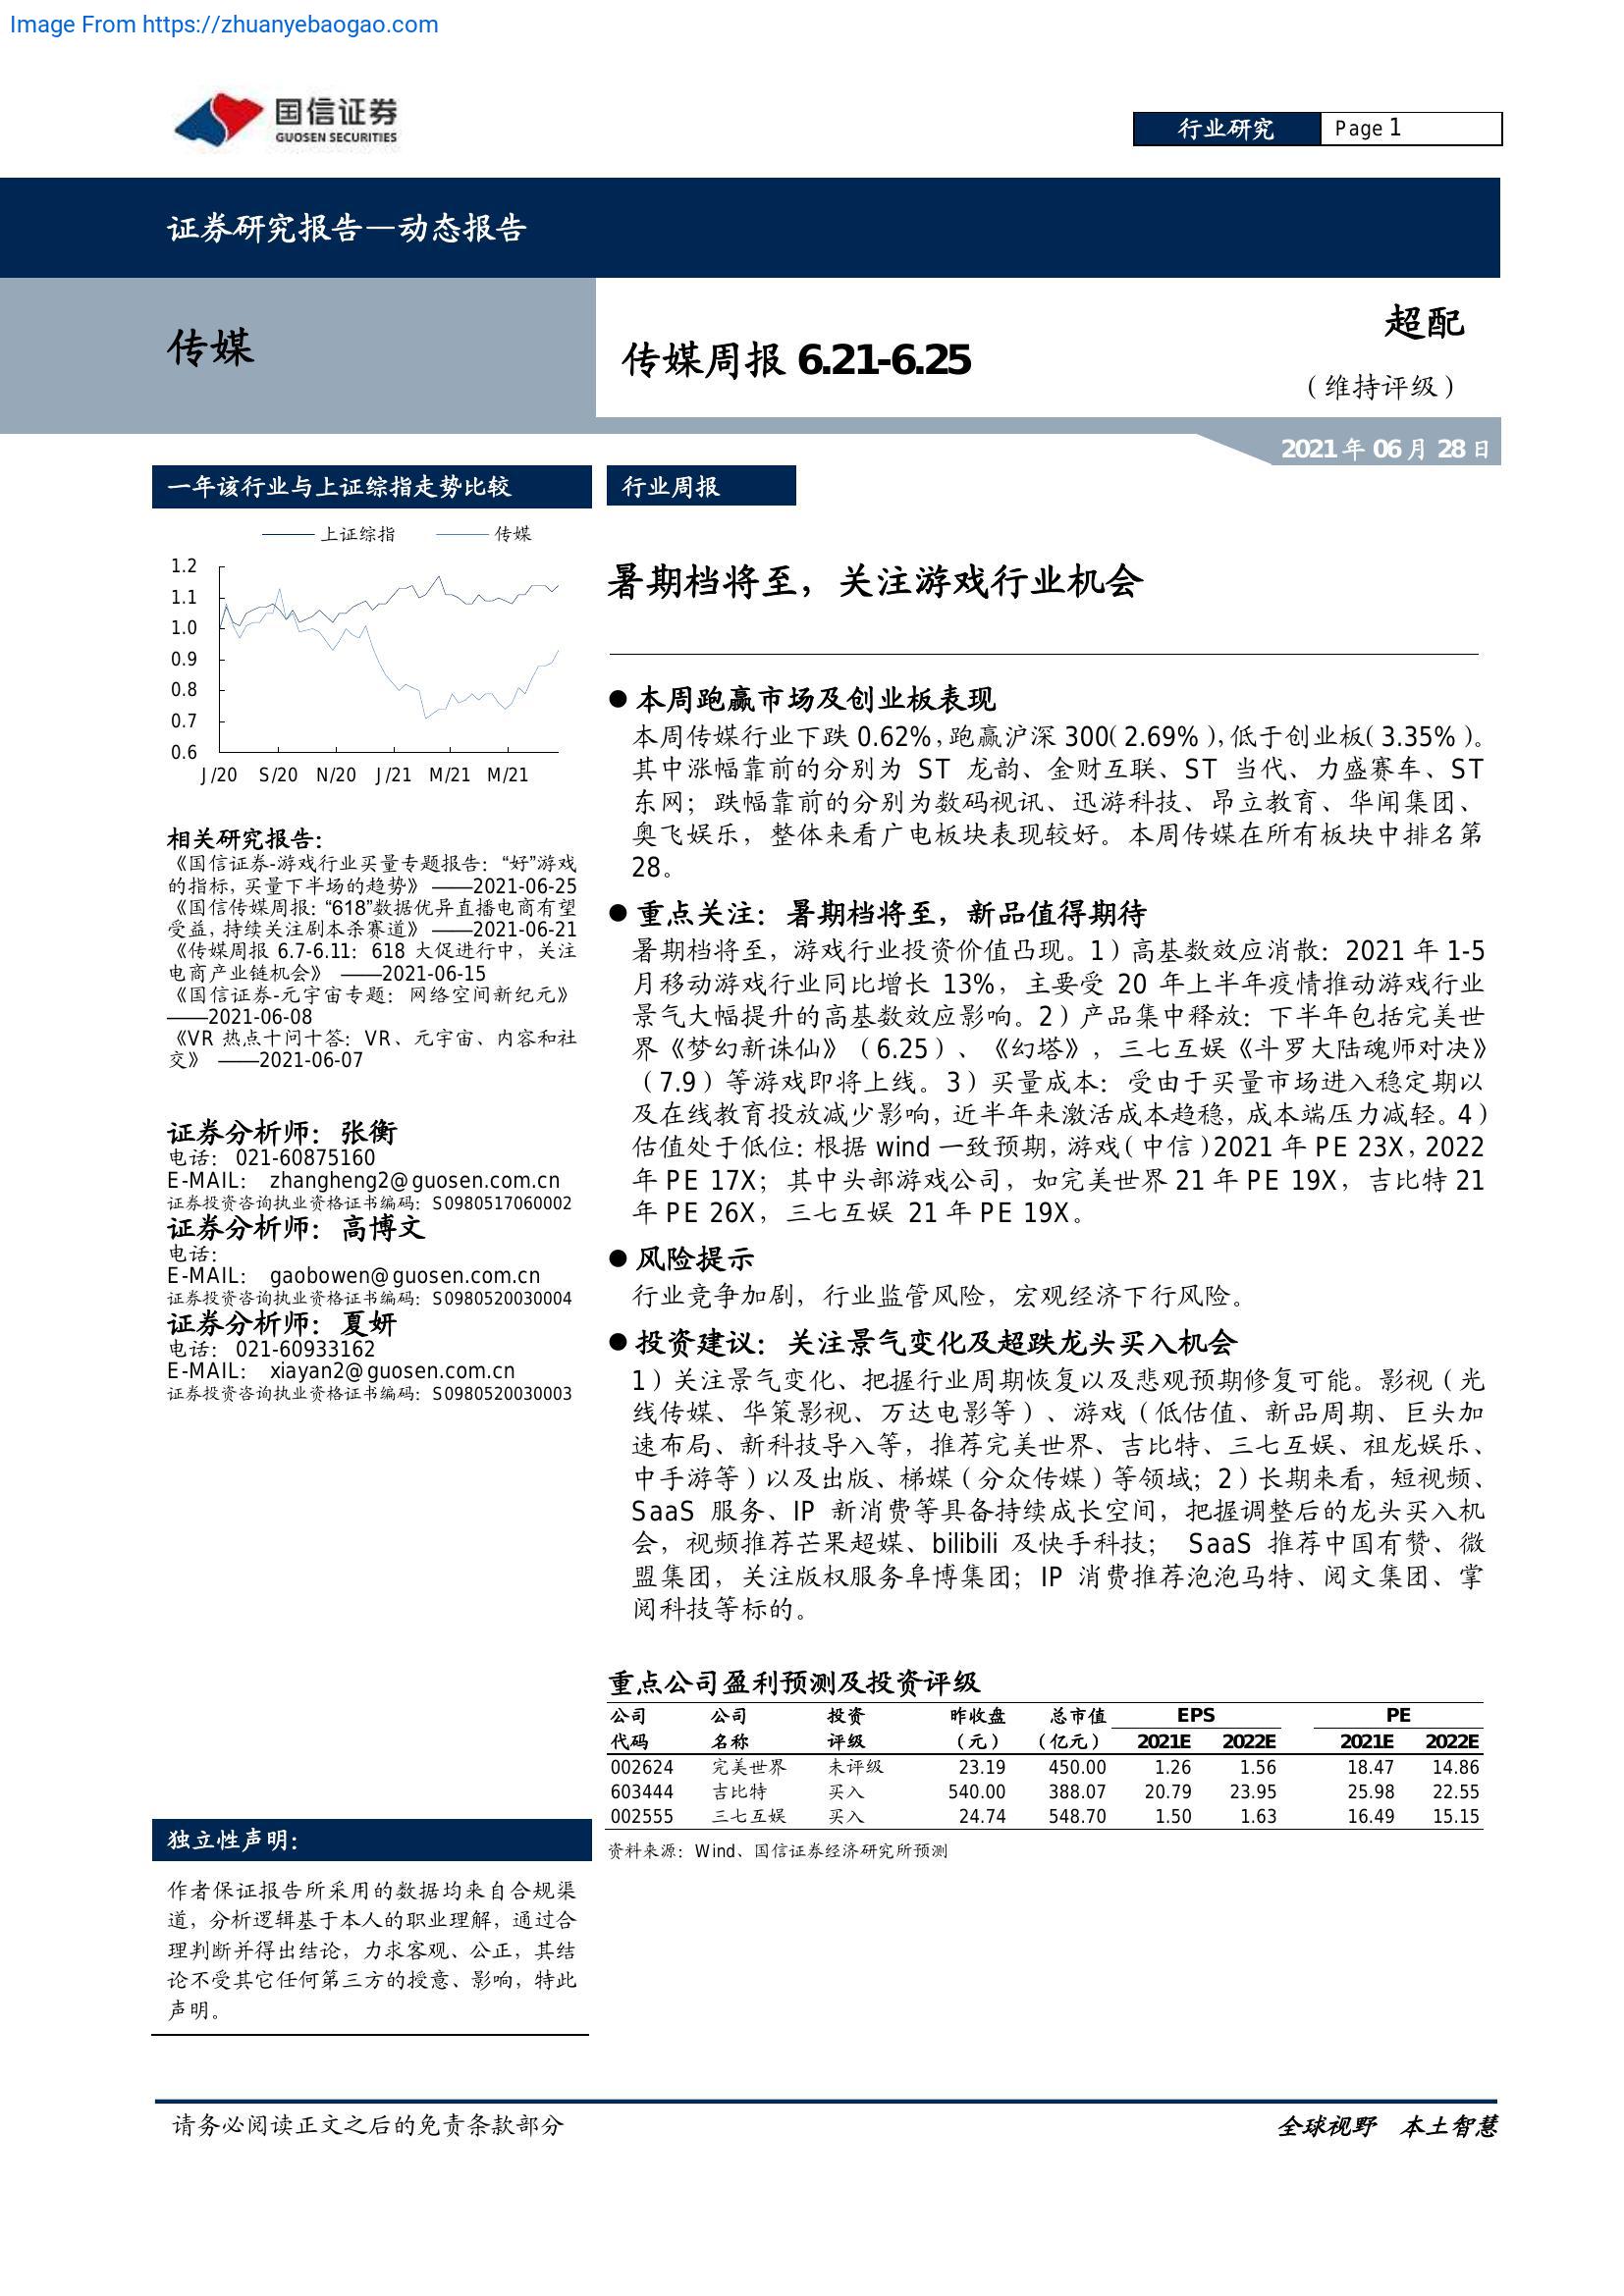 Image From https://zhuanyebaogao.com
国信证券
GUOSEN SECURITIES
行业研究
Page 1
证券研究报告—动态报告
传媒
传媒周报 6.21-6.25
超配
（维持评级）
2021 年 06 月 28 日
一年该行业与上证综指走势比较
上证综指 传媒
1.2
1.1
1.0
0.9
0.8
0.7
0.6
J/20 S/20 N/20 J/21 M/21 M/21
相关研究报告：
《国信证券-游戏行业买量专题报告：“好”游戏
的指标，买量下半场的趋势》 ——2021-06-25
《国信传媒周报：“618”数据优异直播电商有望
受益，持续关注剧本杀赛道》 ——2021-06-21
《传媒周报 6.7-6.11： 618 大促进行中，关注
电商产业链机会》 ——2021-06-15
《国信证券-元宇宙专题： 网络空间新纪元》
——2021-06-08
《VR 热点十问十答：VR、元宇宙、内容和社
交》 ——2021-06-07
证券分析师：张衡
电话： 021-60875160
E-MAIL： zhangheng2@guosen.com.cn
证券投资咨询执业资格证书编码：S0980517060002
证券分析师：高博文
电话：
E-MAIL： gaobowen@guosen.com.cn
证券投资咨询执业资格证书编码：S0980520030004
证券分析师：夏妍
电话： 021-60933162
E-MAIL： xiayan2@guosen.com.cn
证券投资咨询执业资格证书编码：S0980520030003
独立性声明：
作者保证报告所采用的数据均来自合规渠
道，分析逻辑基于本人的职业理解，通过合
理判断并得出结论，力求客观、公正，其结
论不受其它任何第三方的授意、影响，特此
声明。
行业周报
暑期档将至，关注游戏行业机会
● 本周跑赢市场及创业板表现
本周传媒行业下跌 0.62%，跑赢沪深 300（2.69%），低于创业板（3.35%）。
其中涨幅靠前的分别为 ST 龙韵、金财互联、ST 当代、力盛赛车、ST
东网；跌幅靠前的分别为数码视讯、迅游科技、昂立教育、华闻集团、
奥飞娱乐，整体来看广电板块表现较好。本周传媒在所有板块中排名第
28。
● 重点关注：暑期档将至，新品值得期待
暑期档将至，游戏行业投资价值凸现。1）高基数效应消散：2021 年 1-5
月移动游戏行业同比增长 13%，主要受 20 年上半年疫情推动游戏行业
景气大幅提升的高基数效应影响。2）产品集中释放：下半年包括完美世
界《梦幻新诛仙》（6.25）、《幻塔》，三七互娱《斗罗大陆魂师对决》
（7.9）等游戏即将上线。3）买量成本：受由于买量市场进入稳定期以
及在线教育投放减少影响，近半年来激活成本趋稳，成本端压力减轻。4）
估值处于低位：根据 wind 一致预期，游戏（中信）2021 年 PE 23X，2022
年 PE 17X；其中头部游戏公司，如完美世界 21 年 PE 19X，吉比特 21
年 PE 26X，三七互娱 21 年 PE 19X。
● 风险提示
行业竞争加剧，行业监管风险，宏观经济下行风险。
● 投资建议：关注景气变化及超跌龙头买入机会
1）关注景气变化、把握行业周期恢复以及悲观预期修复可能。影视（光
线传媒、华策影视、万达电影等）、游戏（低估值、新品周期、巨头加
速布局、新科技导入等，推荐完美世界、吉比特、三七互娱、祖龙娱乐、
中手游等）以及出版、梯媒（分众传媒）等领域；2）长期来看，短视频、
SaaS 服务、IP 新消费等具备持续成长空间，把握调整后的龙头买入机
会，视频推荐芒果超媒、bilibili 及快手科技； SaaS 推荐中国有赞、微
盟集团，关注版权服务阜博集团；IP 消费推荐泡泡马特、阅文集团、掌
阅科技等标的。
重点公司盈利预测及投资评级
公司 公司 投资 昨收盘 总市值 EPS PE
代码 名称 评级 （元） （亿元） 2021E 2022E 2021E 2022E
002624 完美世界 未评级 23.19 450.00 1.26 1.56 18.47 14.86
603444 吉比特 买入 540.00 388.07 20.79 23.95 25.98 22.55
002555 三七互娱 买入 24.74 548.70 1.50 1.63 16.49 15.15
资料来源：Wind、国信证券经济研究所预测
请务必阅读正文之后的免责条款部分
全球视野 本土智慧